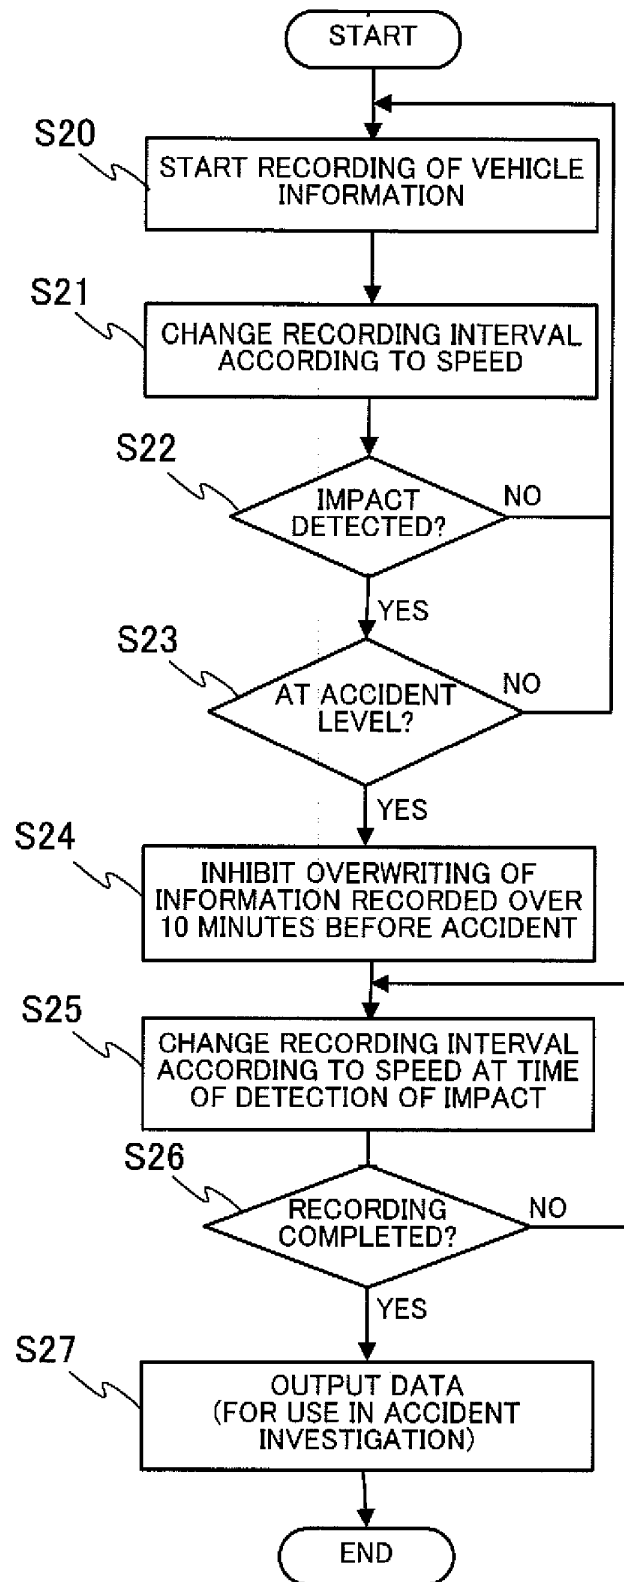 START
S20
START RECORDING OF VEHICLE
INFORMATION
S21
CHANGE RECORDING INTERVAL
ACCORDING TO SPEED
S22
IMPACT
DETECTED?
NO
YES
S23
AT ACCIDENT
LEVEL?
NO
YES
S24
INHIBIT OVERWRITING OF
INFORMATION RECORDED OVER
10 MINUTES BEFORE ACCIDENT
S25
CHANGE RECORDING INTERVAL
ACCORDING TO SPEED AT TIME
OF DETECTION OF IMPACT
S26
RECORDING
COMPLETED?
NO
YES
S27
OUTPUT DATA
(FOR USE IN ACCIDENT
INVESTIGATION)
END